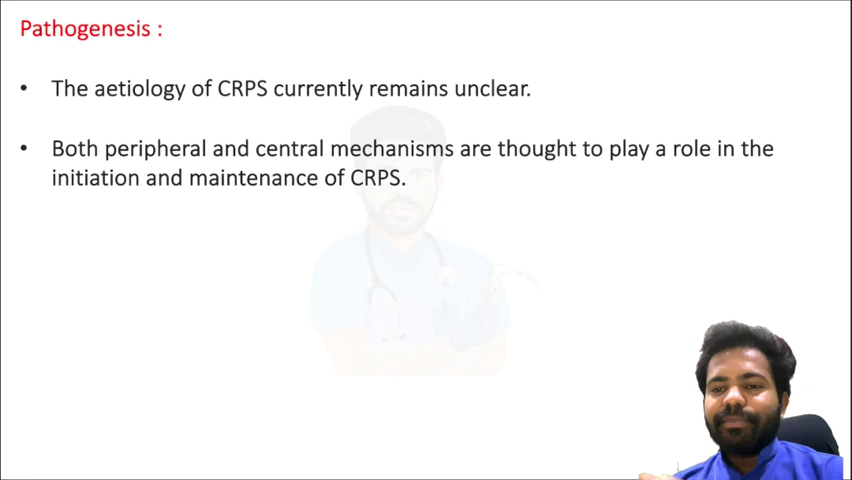 Pathogenesis :
• The aetiology of CRPS currently remains unclear.
• Both peripheral and central mechanisms are thought to play a role in the
initiation and maintenance of CRPS.